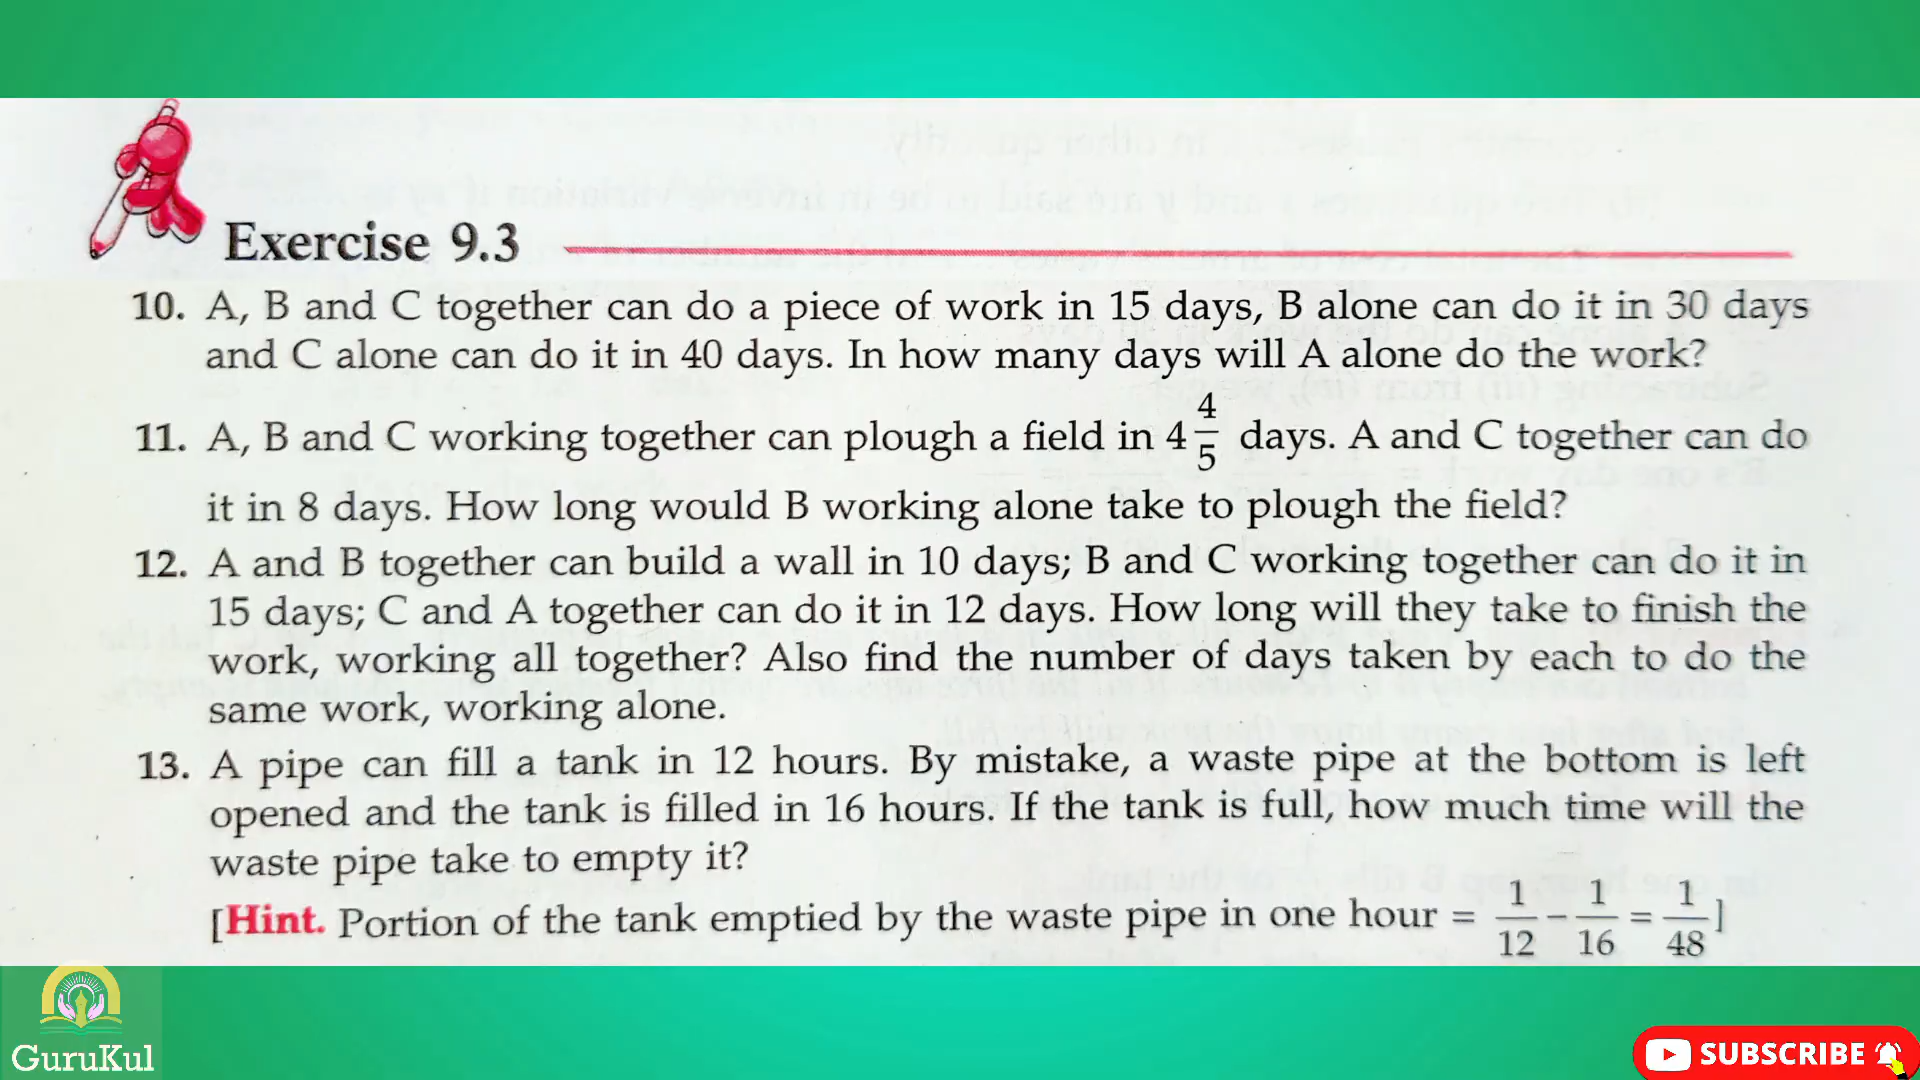 Exercise 9.3
10. A, B and C together can do a piece of work in 15 days, B alone can do it in 30 days
and C alone can do it in 40 days. In how many days will A alone do the work?
11. A, B and C working together can plough a field in 4 4/5 days. A and C together can do
it in 8 days. How long would B working alone take to plough the field?
12. A and B together can build a wall in 10 days; B and C working together can do it in
15 days; C and A together can do it in 12 days. How long will they take to finish the
work, working all together? Also find the number of days taken by each to do the
same work, working alone.
13. A pipe can fill a tank in 12 hours. By mistake, a waste pipe at the bottom is left
opened and the tank is filled in 16 hours. If the tank is full, how much time will the
waste pipe take to empty it?
[Hint. Portion of the tank emptied by the waste pipe in one hour = 1/12 − 1/16 = 1/48]
GuruKul
SUBSCRIBE